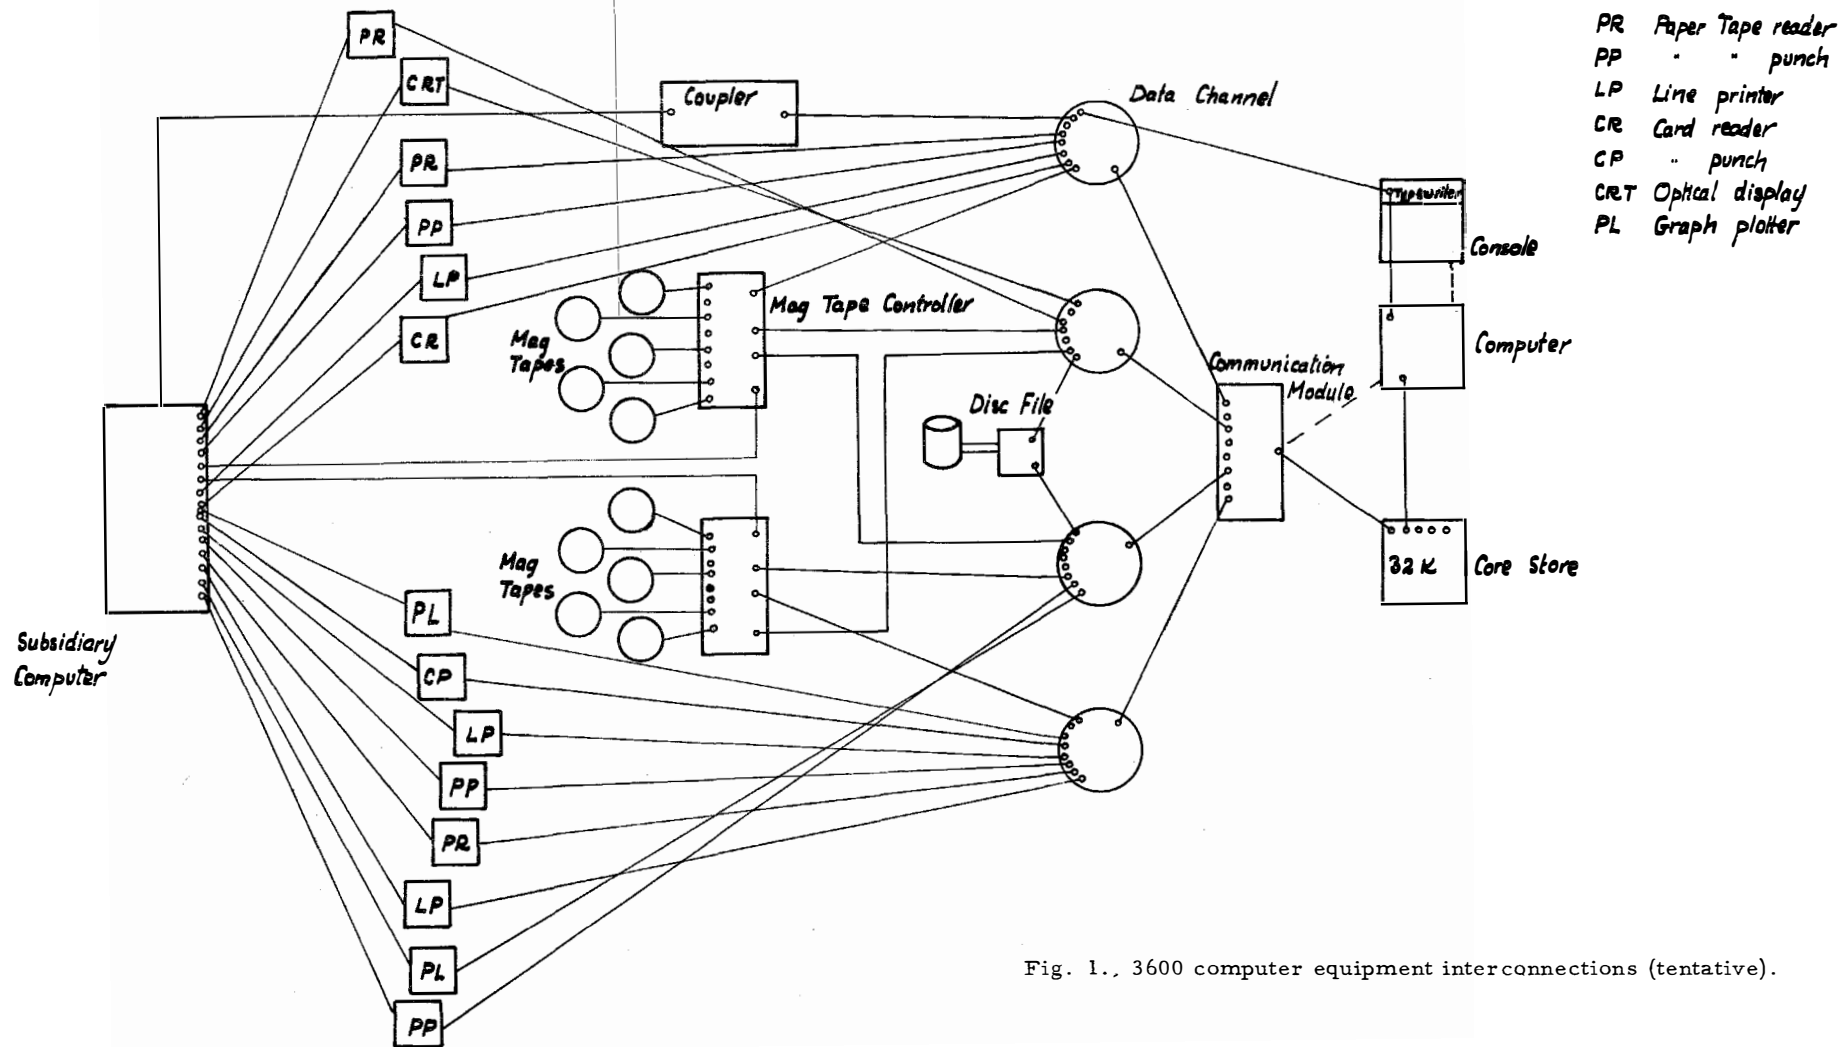 PR
CRT
PR
PP
LP
CR
Coupler
Data Channel
Typewriter
Console
Computer
Communication
Module
Mag Tape Controller
Mag
Tapes
Disc File
Mag
Tapes
32 K
Core Store
Subsidiary
Computer
PL
CP
LP
PP
PR
LP
PL
PP
PR Paper Tape reader
PP " " punch
LP Line printer
CR Card reader
CP " punch
CRT Optical display
PL Graph plotter
Fig. 1., 3600 computer equipment interconnections (tentative).